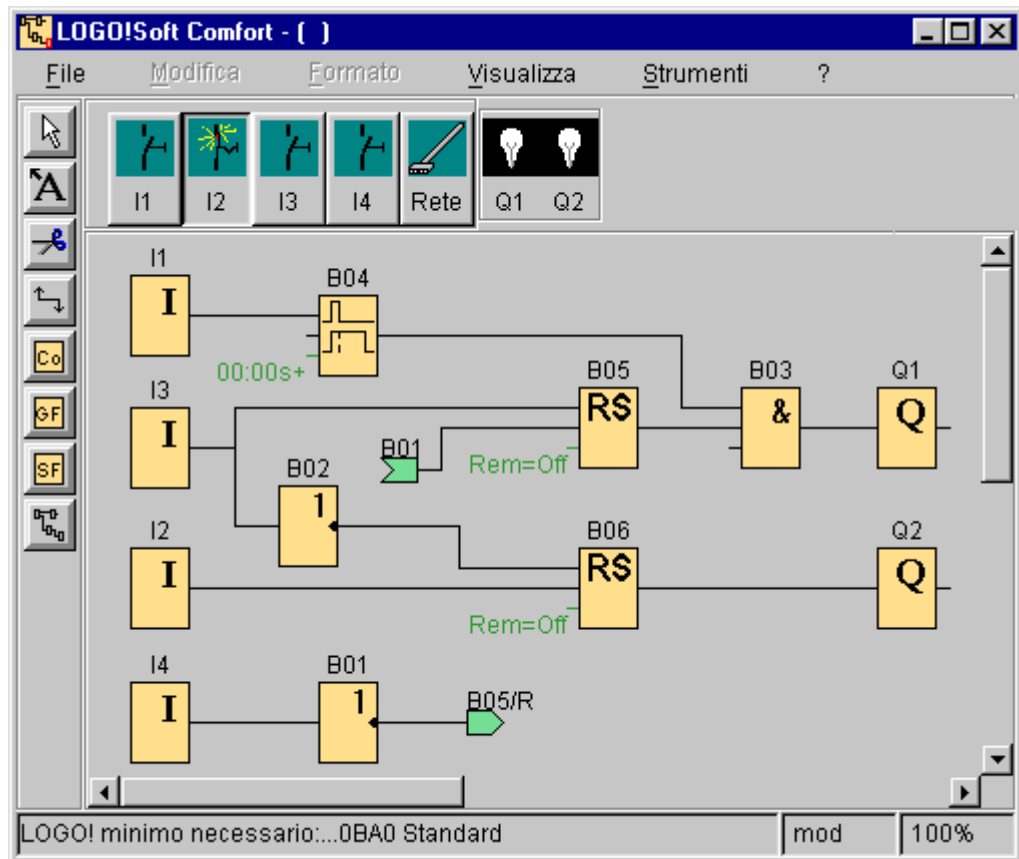 LOGO!Soft Comfort - ( )
File Modifica Formato Visualizza Strumenti ?
A
Co
GF
SF
I1 I2 I3 I4 Rete Q1 Q2
I1
I
B04
00:00s+
I3
I
B01
B02
1
B05
RS
Rem=Off
B03
&
Q1
Q
I2
I
B06
RS
Rem=Off
Q2
Q
I4
I
B01
1
B05/R
LOGO! minimo necessario:...0BA0 Standard mod 100%